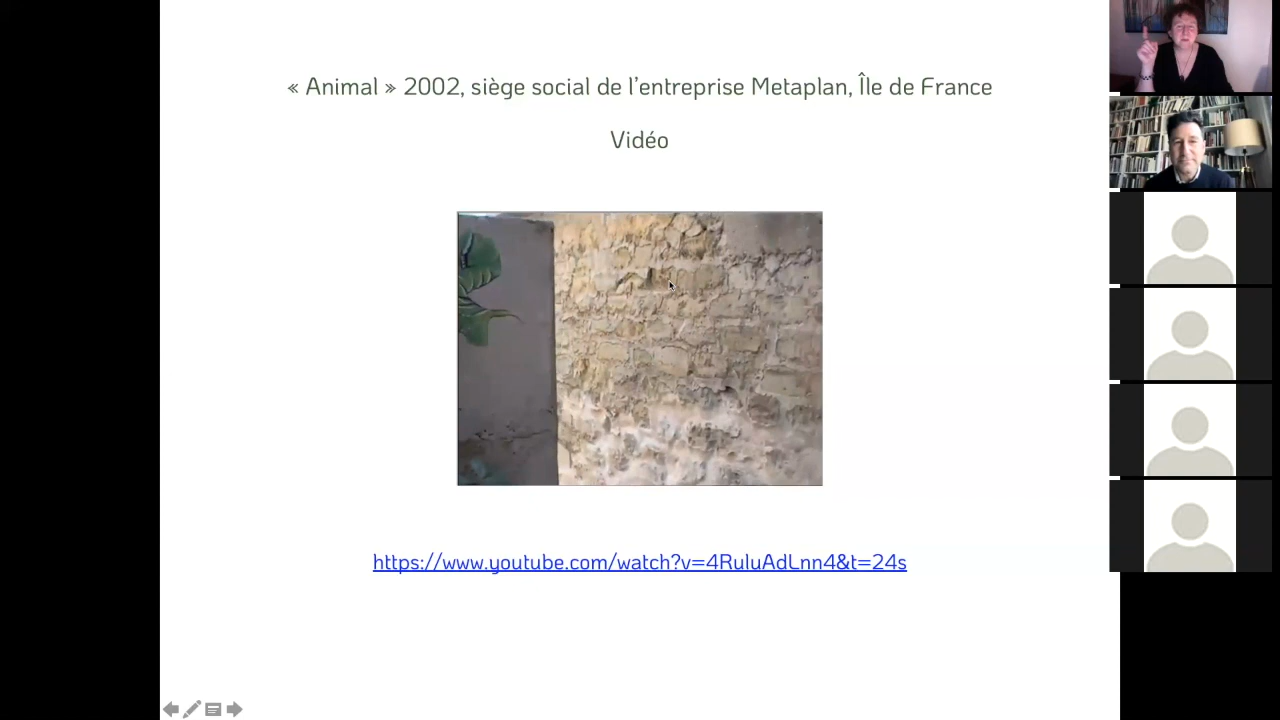 « Animal » 2002, siège social de l’entreprise Metaplan, Île de France
Vidéo
https://www.youtube.com/watch?v=4RuluAdLnn4&t=24s